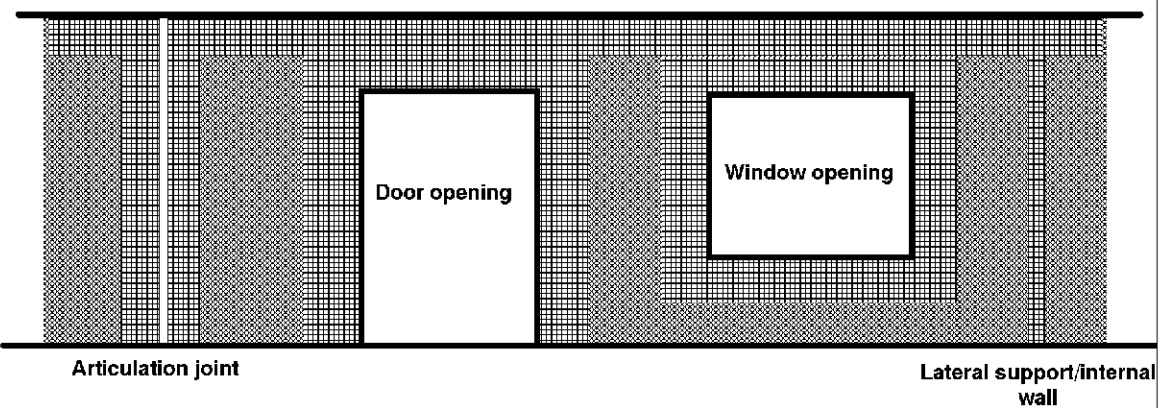 Door opening
Window opening
Articulation joint
Lateral support/internal
wall